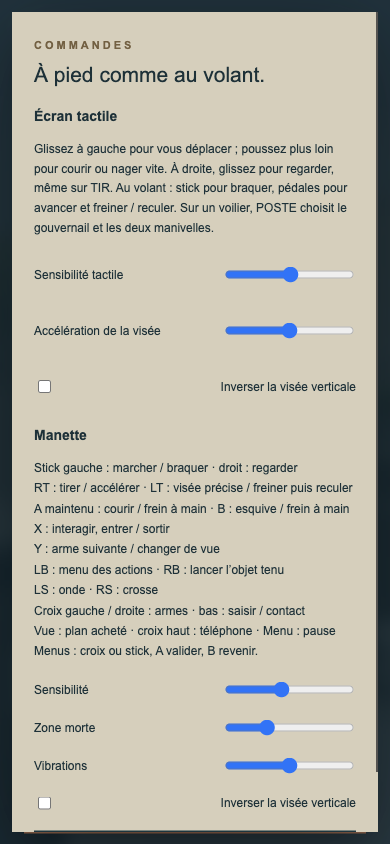 COMMANDES
À pied comme au volant.
Écran tactile
Glissez à gauche pour vous déplacer ; poussez plus loin
pour courir ou nager vite. À droite, glissez pour regarder,
même sur TIR. Au volant : stick pour braquer, pédales pour
avancer et freiner / reculer. Sur un voilier, POSTE choisit le
gouvernail et les deux manivelles.
Sensibilité tactile
Accélération de la visée
Inverser la visée verticale
Manette
Stick gauche : marcher / braquer · droit : regarder
RT : tirer / accélérer · LT : visée précise / freiner puis reculer
A maintenu : courir / frein à main · B : esquive / frein à main
X : interagir, entrer / sortir
Y : arme suivante / changer de vue
LB : menu des actions · RB : lancer l’objet tenu
LS : onde · RS : crosse
Croix gauche / droite : armes · bas : saisir / contact
Vue : plan acheté · croix haut : téléphone · Menu : pause
Menus : croix ou stick, A valider, B revenir.
Sensibilité
Zone morte
Vibrations
Inverser la visée verticale